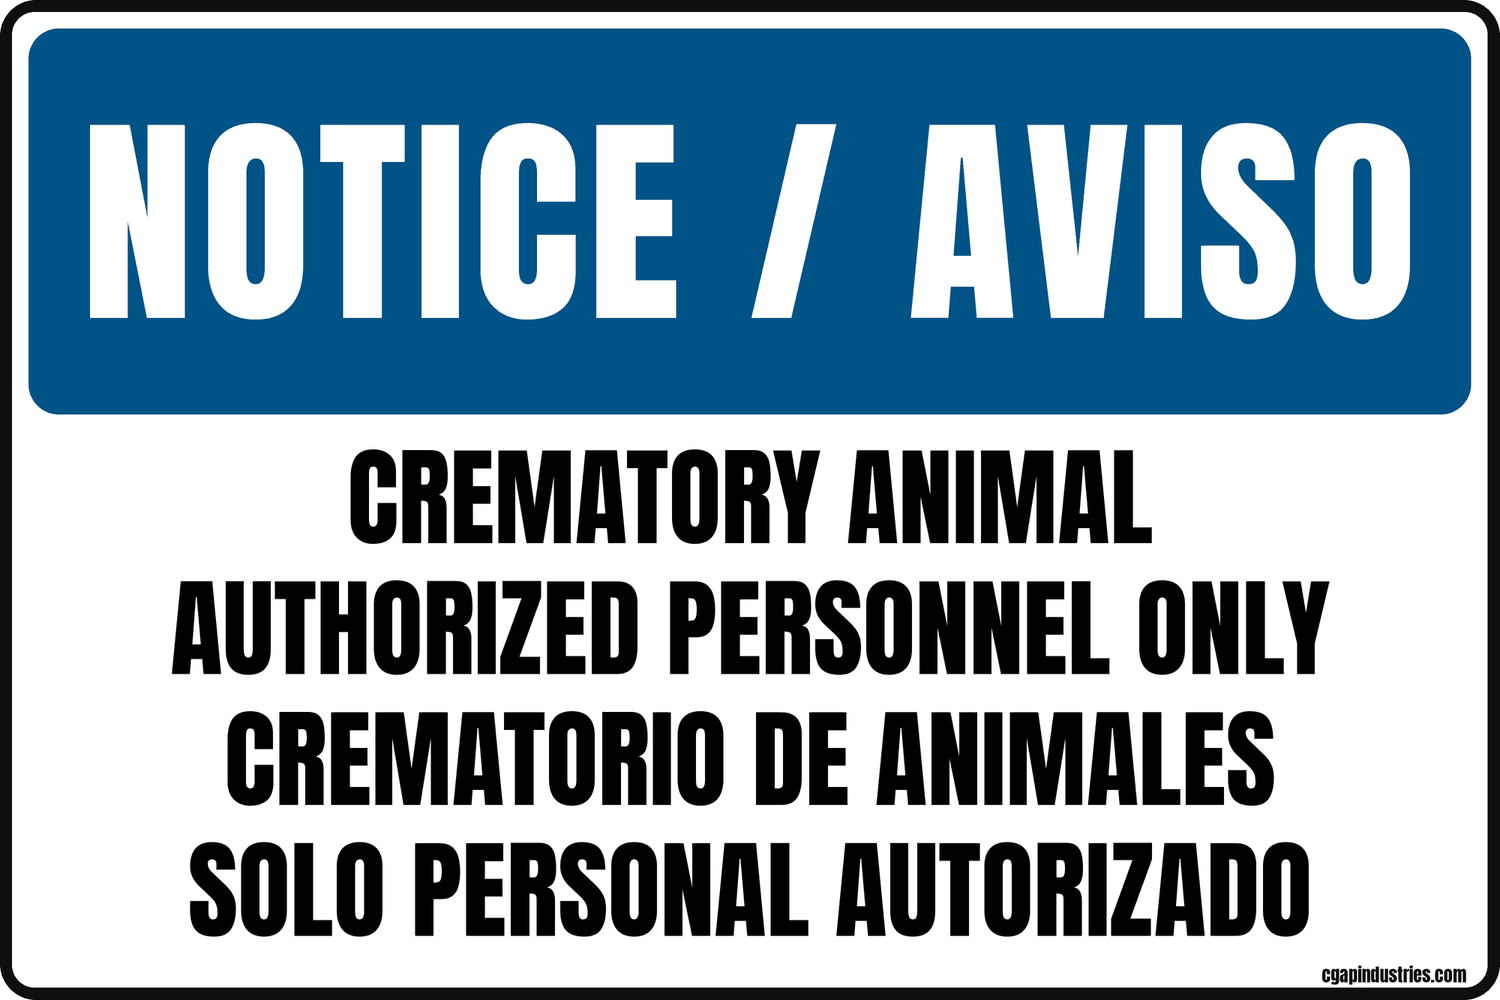 NOTICE / AVISO
CREMATORY ANIMAL
AUTHORIZED PERSONNEL ONLY
CREMATORIO DE ANIMALES
SOLO PERSONAL AUTORIZADO
cgapindustries.com